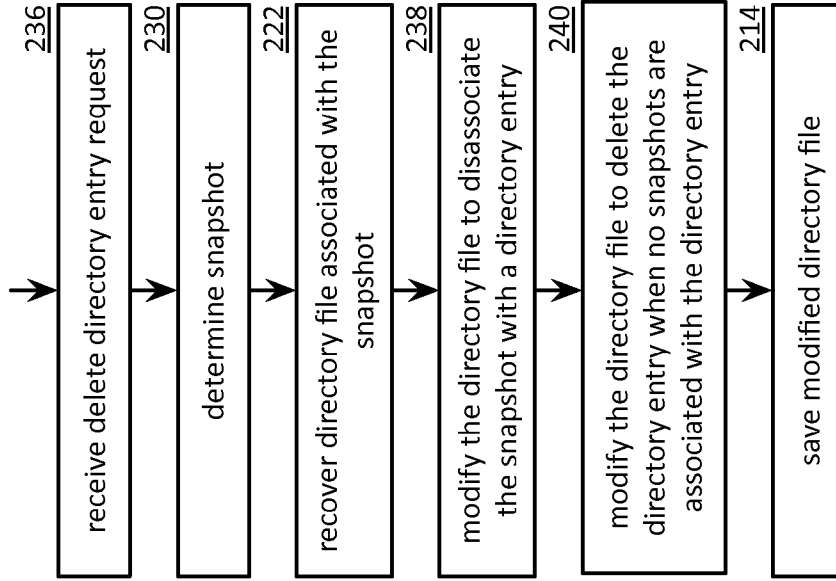 236
receive delete directory entry request
230
determine snapshot
222
recover directory file associated with the
snapshot
238
modify the directory file to disassociate
the snapshot with a directory entry
240
modify the directory file to delete the
directory entry when no snapshots are
associated with the directory entry
214
save modified directory file